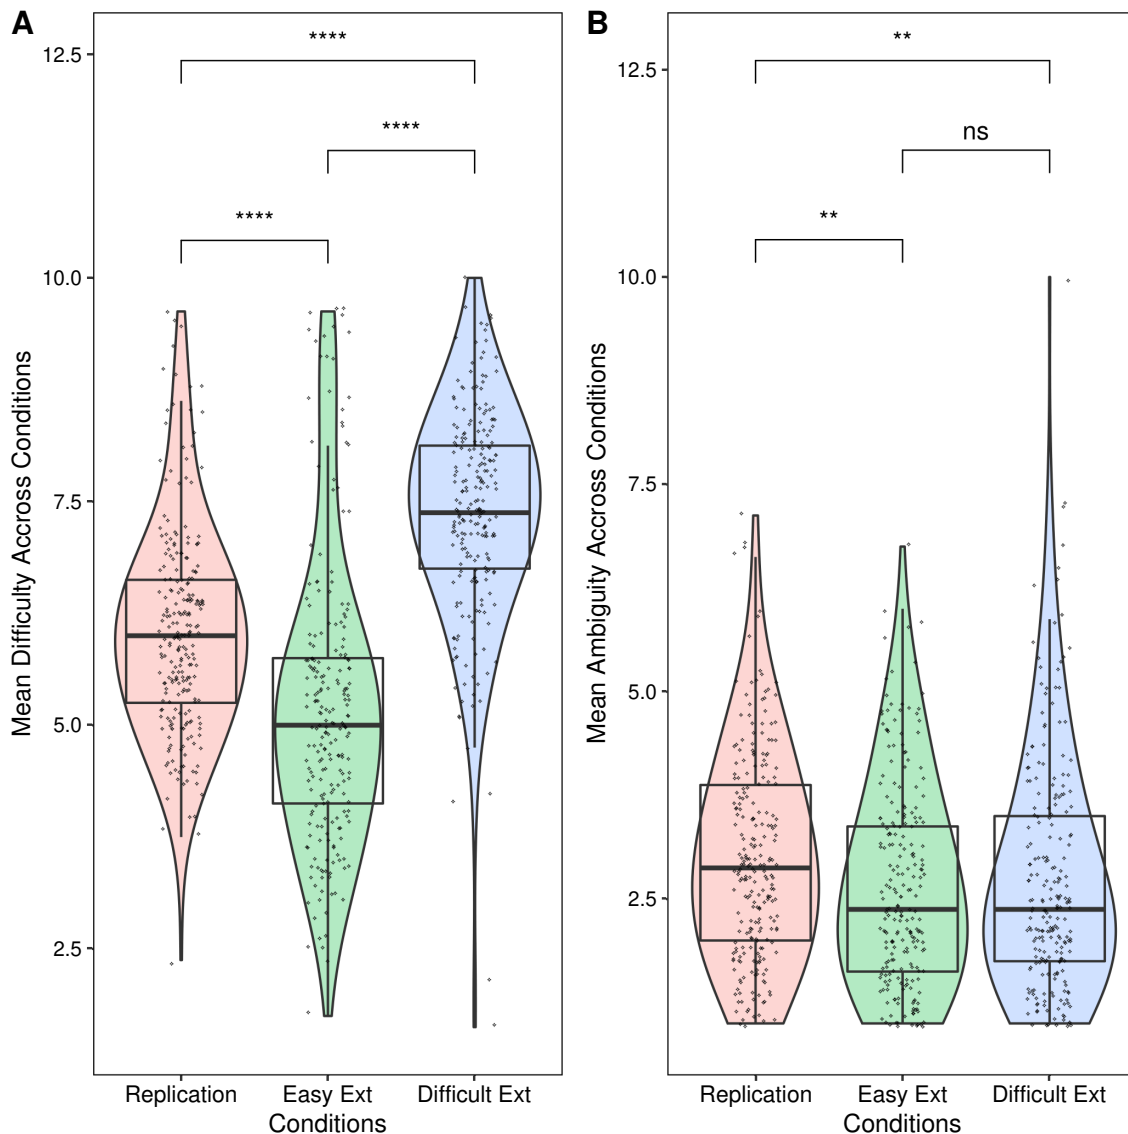 A
Mean Difficulty Accross Conditions
12.5
10.0
7.5
5.0
2.5
****
****
****
Replication
Easy Ext
Difficult Ext
Conditions
B
Mean Ambiguity Accross Conditions
12.5
10.0
7.5
5.0
2.5
**
ns
**
Replication
Easy Ext
Difficult Ext
Conditions